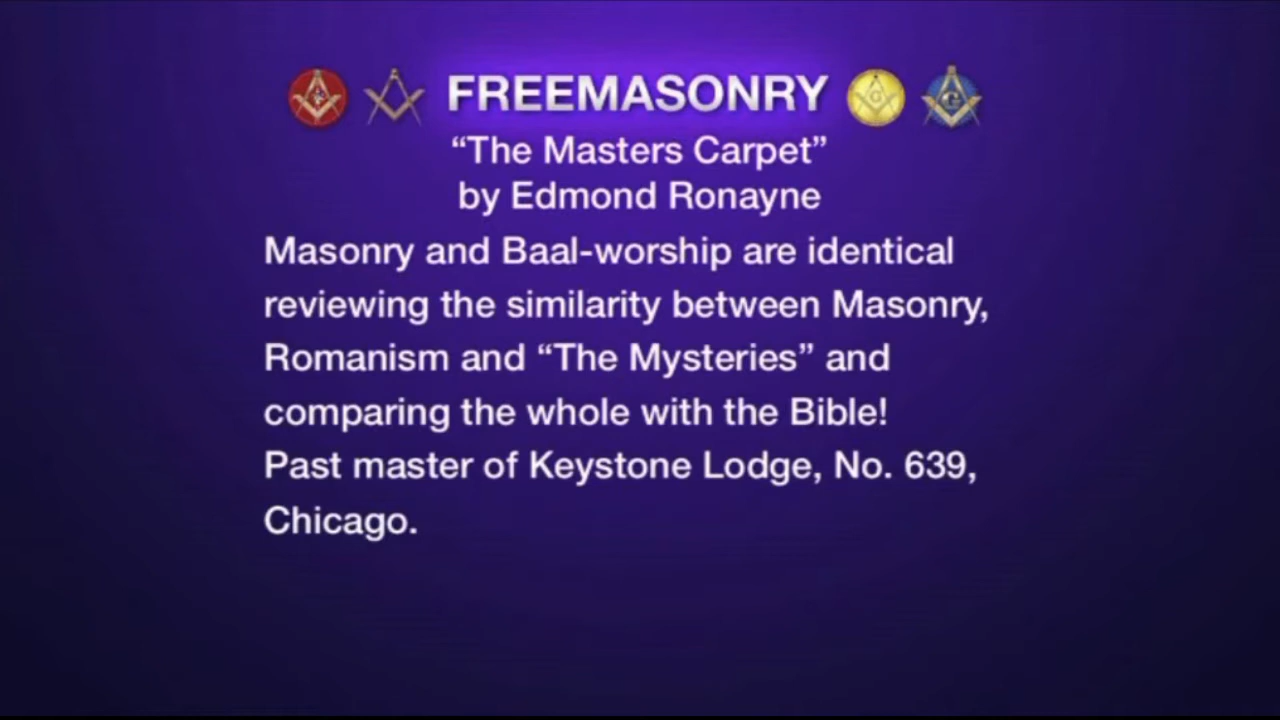 FREEMASONRY
“The Masters Carpet”
by Edmond Ronayne
Masonry and Baal-worship are identical
reviewing the similarity between Masonry,
Romanism and “The Mysteries” and
comparing the whole with the Bible!
Past master of Keystone Lodge, No. 639,
Chicago.